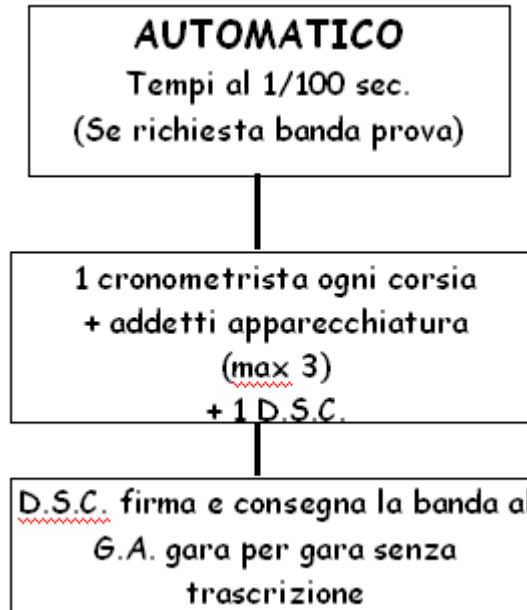 AUTOMATICO
Tempi al 1/100 sec.
(Se richiesta banda prova)
1 cronometrista ogni corsia
+ addetti apparecchiatura
(max 3)
+ 1 D.S.C.
D.S.C. firma e consegna la banda al
G.A. gara per gara senza
trascrizione